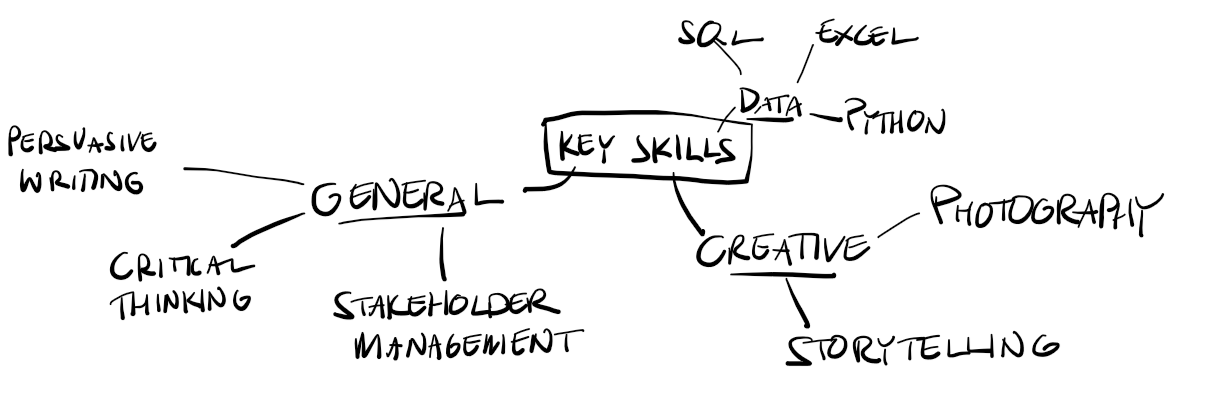 SQL
EXCEL
DATA
PYTHON
KEY SKILLS
PERSUASIVE
WRITING
GENERAL
CRITICAL
THINKING
STAKEHOLDER
MANAGEMENT
CREATIVE
PHOTOGRAPHY
STORYTELLING